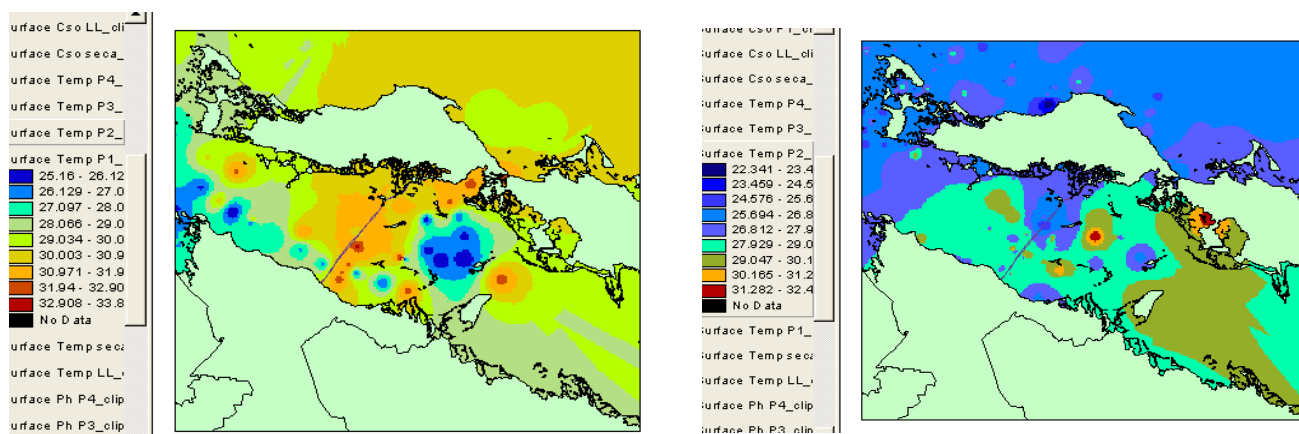 urface Cso LL_cli
urface Cso seca_
urface Temp P4_
urface Temp P3_
urface Temp P2_
urface Temp P1_
25.16 - 26.12
26.129 - 27.0
27.097 - 28.0
28.066 - 29.0
29.034 - 30.0
30.003 - 30.9
30.971 - 31.9
31.94 - 32.90
32.908 - 33.8
No Data
urface Temp seca
urface Temp LL_
urface Ph P4_clip
urface Ph P3_clip
urface Cso P1_cl
urface Cso LL_cli
urface Cso seca_
urface Temp P4_
urface Temp P3_
urface Temp P2_
22.341 - 23.4
23.459 - 24.5
24.576 - 25.6
25.694 - 26.8
26.812 - 27.9
27.929 - 29.0
29.047 - 30.1
30.165 - 31.2
31.282 - 32.4
No Data
urface Temp P1_
urface Temp seca
urface Temp LL_
urface Ph P4_clip
urface Ph P3_clip